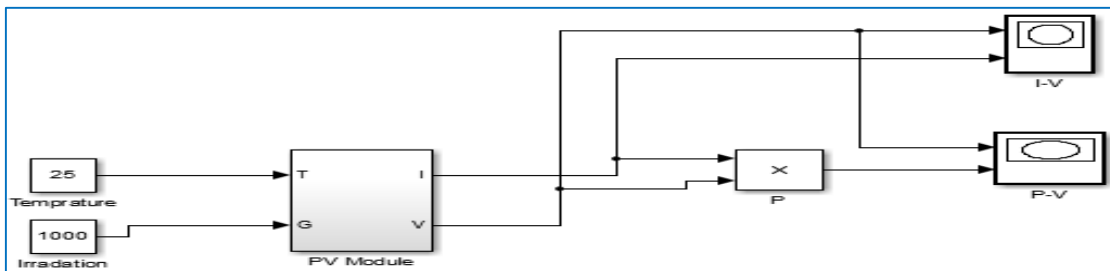 I-V
25
Temprature
T
I
X
P
P-V
1000
Irradation
G
V
PV Module